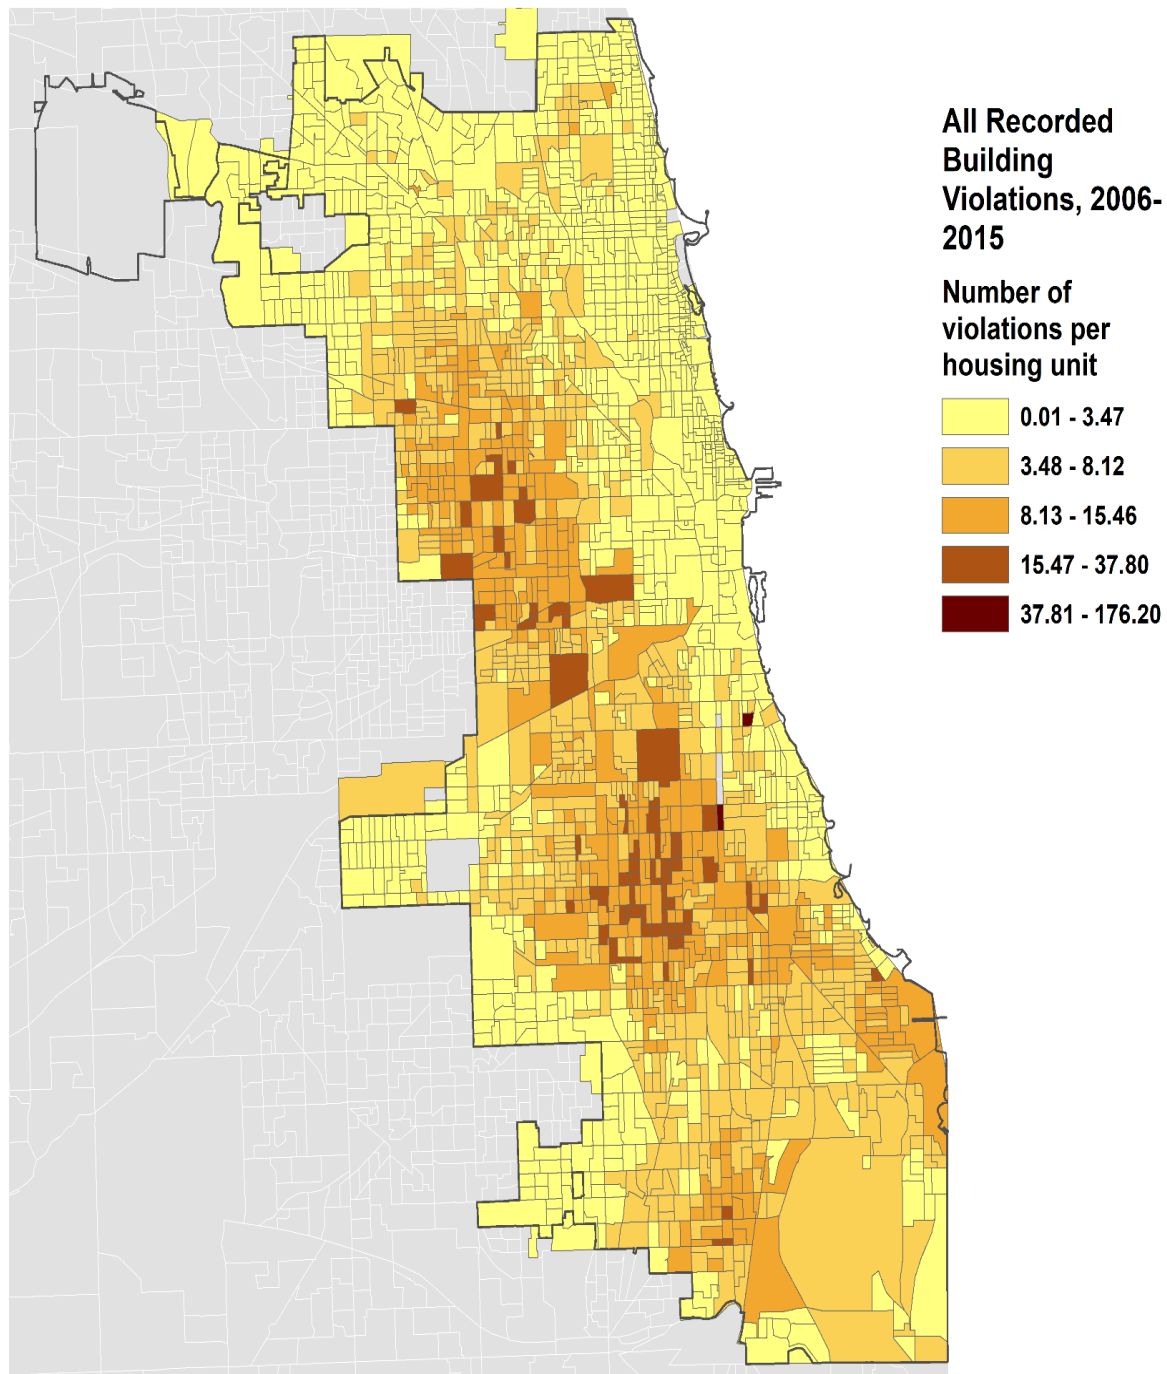 All Recorded
Building
Violations, 2006-
2015
Number of
violations per
housing unit
0.01 - 3.47
3.48 - 8.12
8.13 - 15.46
15.47 - 37.80
37.81 - 176.20